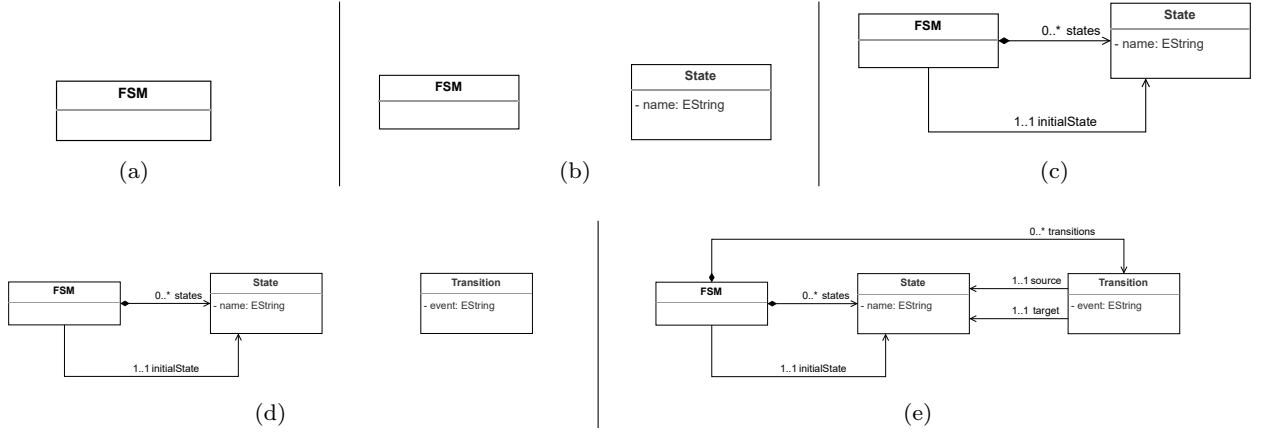 FSM
(a)
FSM
State
- name: EString
(b)
FSM
0..* states
State
- name: EString
1..1 initialState
(c)
FSM
0..* states
State
- name: EString
Transition
- event: EString
1..1 initialState
(d)
0..* transitions
FSM
0..* states
State
- name: EString
1..1 source
1..1 target
Transition
- event: EString
1..1 initialState
(e)